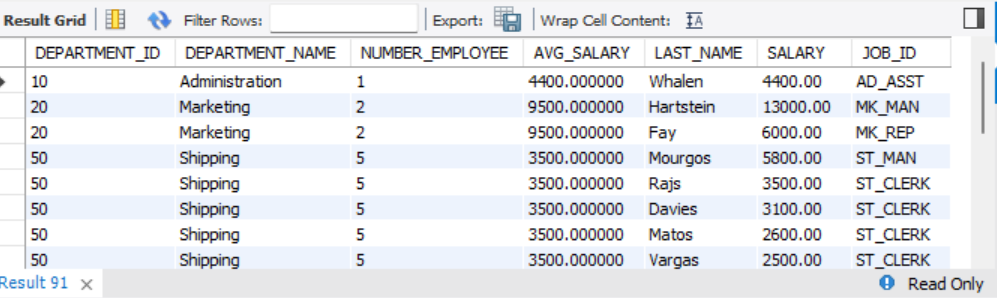 Result Grid Filter Rows: Export: Wrap Cell Content:
DEPARTMENT_ID DEPARTMENT_NAME NUMBER_EMPLOYEE AVG_SALARY LAST_NAME SALARY JOB_ID
10 Administration 1 4400.000000 Whalen 4400.00 AD_ASST
20 Marketing 2 9500.000000 Hartstein 13000.00 MK_MAN
20 Marketing 2 9500.000000 Fay 6000.00 MK_REP
50 Shipping 5 3500.000000 Mourgos 5800.00 ST_MAN
50 Shipping 5 3500.000000 Rajs 3500.00 ST_CLERK
50 Shipping 5 3500.000000 Davies 3100.00 ST_CLERK
50 Shipping 5 3500.000000 Matos 2600.00 ST_CLERK
50 Shipping 5 3500.000000 Vargas 2500.00 ST_CLERK
Result 91 Read Only